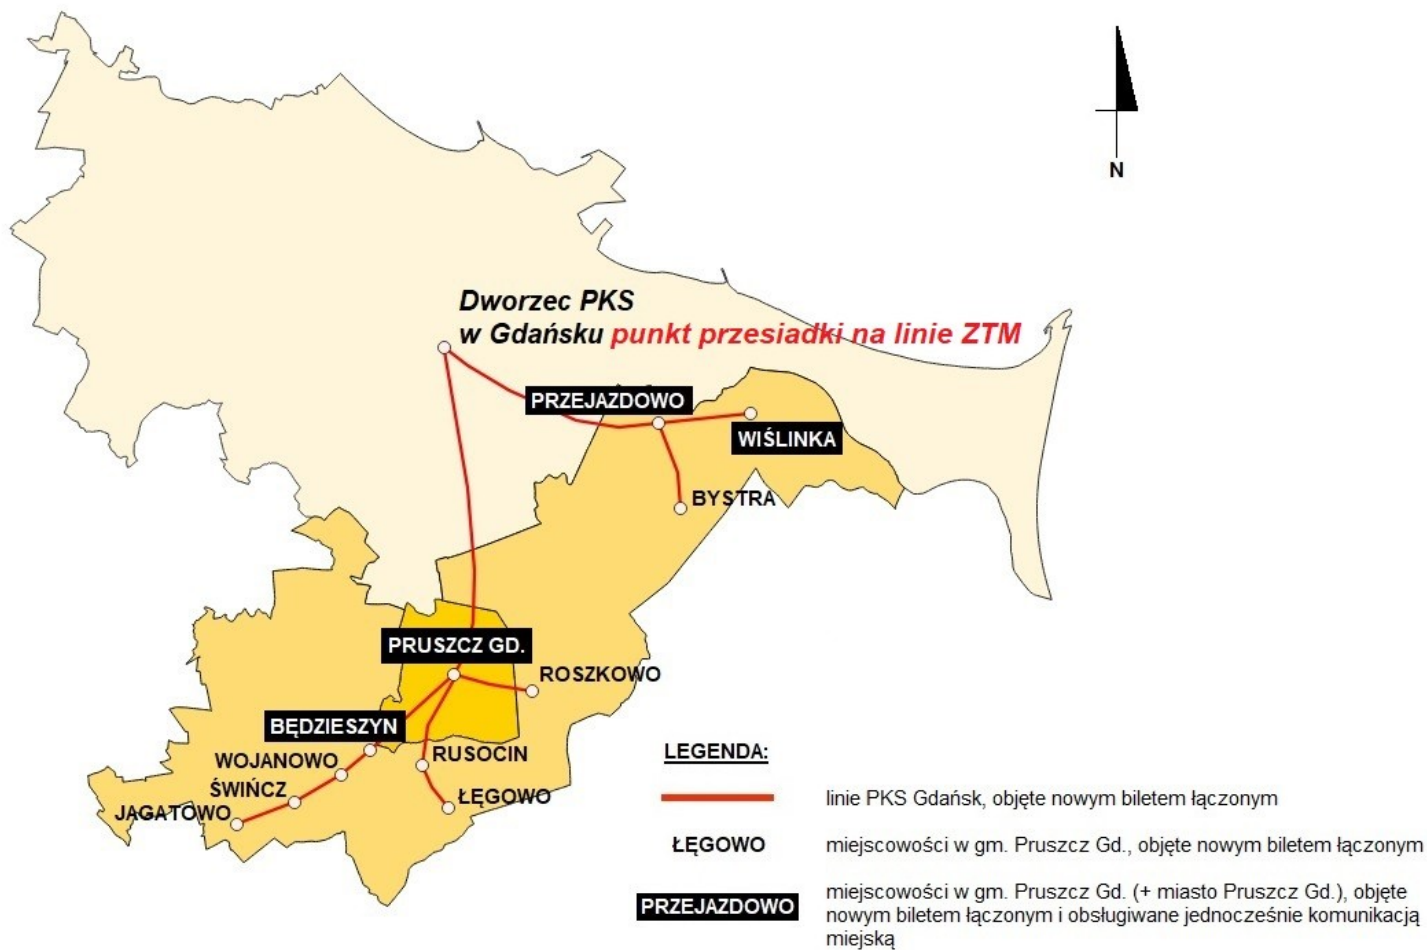 N
Dworzec PKS
w Gdańsku punkt przesiadki na linie ZTM
PRZEJAZDOWO
WIŚLINKA
BYSTRA
PRUSZCZ GD.
ROSZKOWO
BĘDZIESZYN
RUSOCIN
WOJANOWO
ŚWIŃCZ
ŁĘGOWO
JAGATOWO
LEGENDA:
linie PKS Gdańsk, objęte nowym biletem łączonym
ŁĘGOWO
miejscowości w gm. Pruszcz Gd., objęte nowym biletem łączonym
PRZEJAZDOWO
miejscowości w gm. Pruszcz Gd. (+ miasto Pruszcz Gd.), objęte
nowym biletem łączonym i obsługiwane jednocześnie komunikacją
miejską